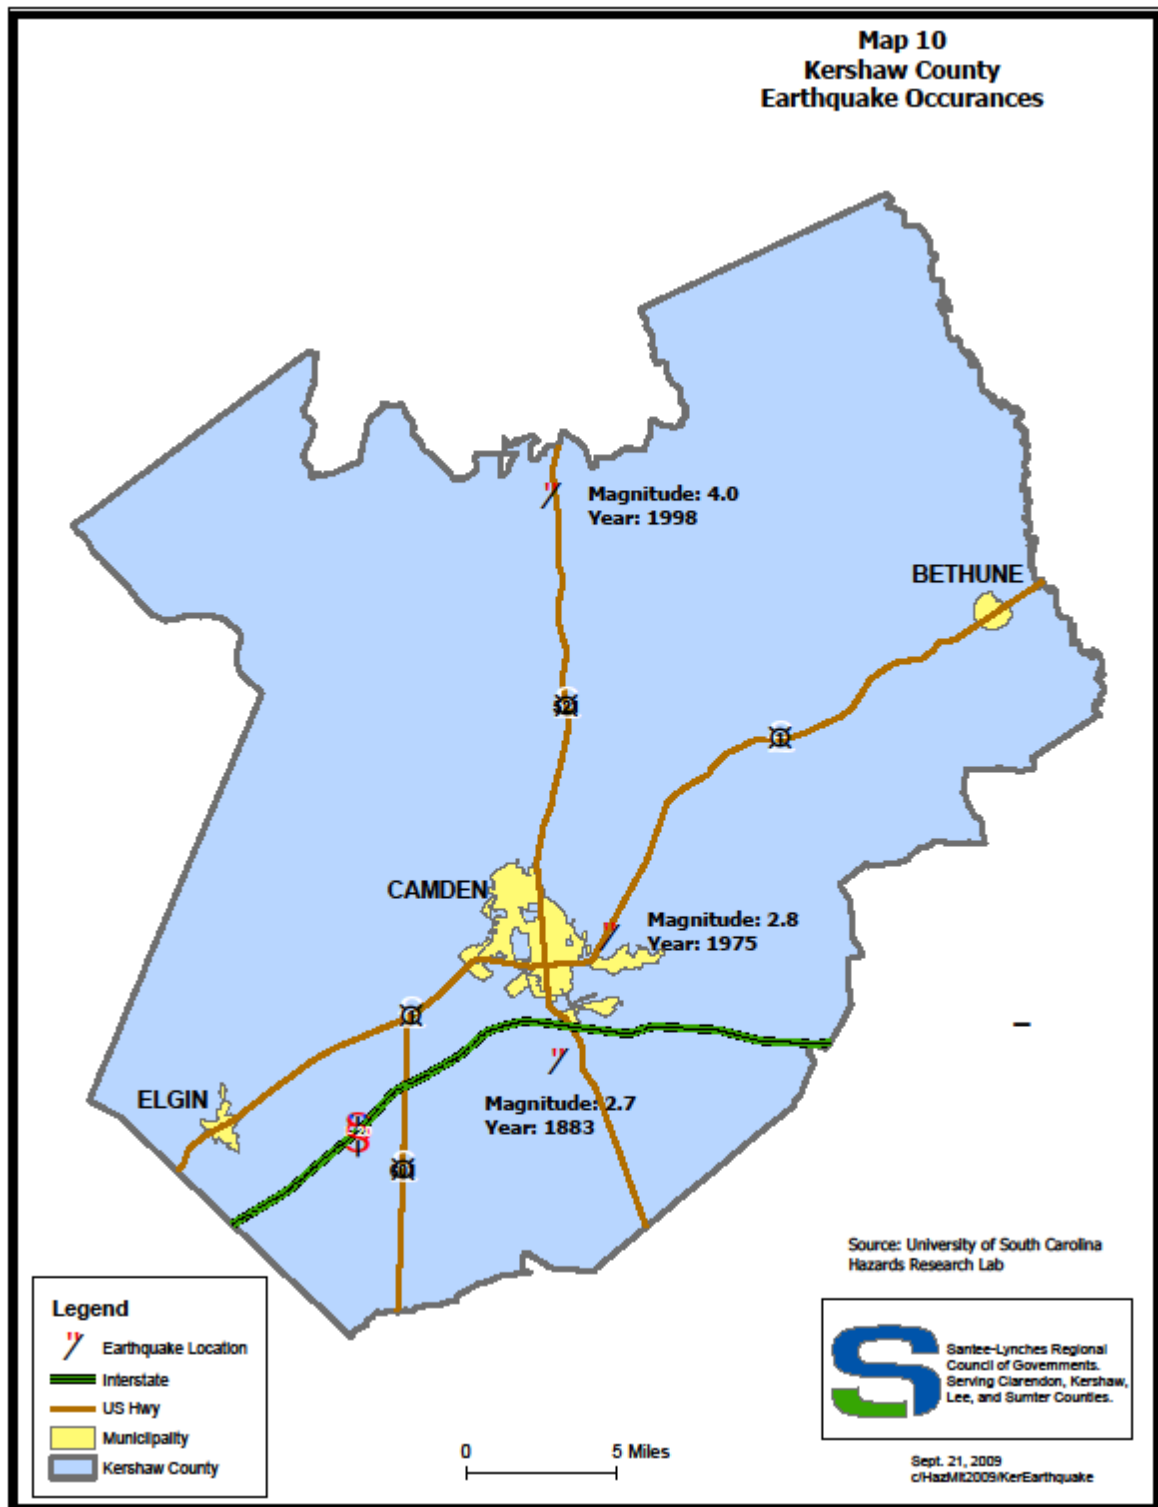 Map 10
Kershaw County
Earthquake Occurances
Magnitude: 4.0
Year: 1998
BETHUNE
1
CAMDEN
Magnitude: 2.8
Year: 1975
1
ELGIN
Magnitude: 2.7
Year: 1883
Source: University of South Carolina
Hazards Research Lab
Legend
Earthquake Location
Interstate
US Hwy
Municipality
Kershaw County
0 5 Miles
Santee-Lynches Regional
Council of Governments.
Serving Clarendon, Kershaw,
Lee, and Sumter Counties.
Sept. 21, 2009
c/HazMit2009/KerEarthquake